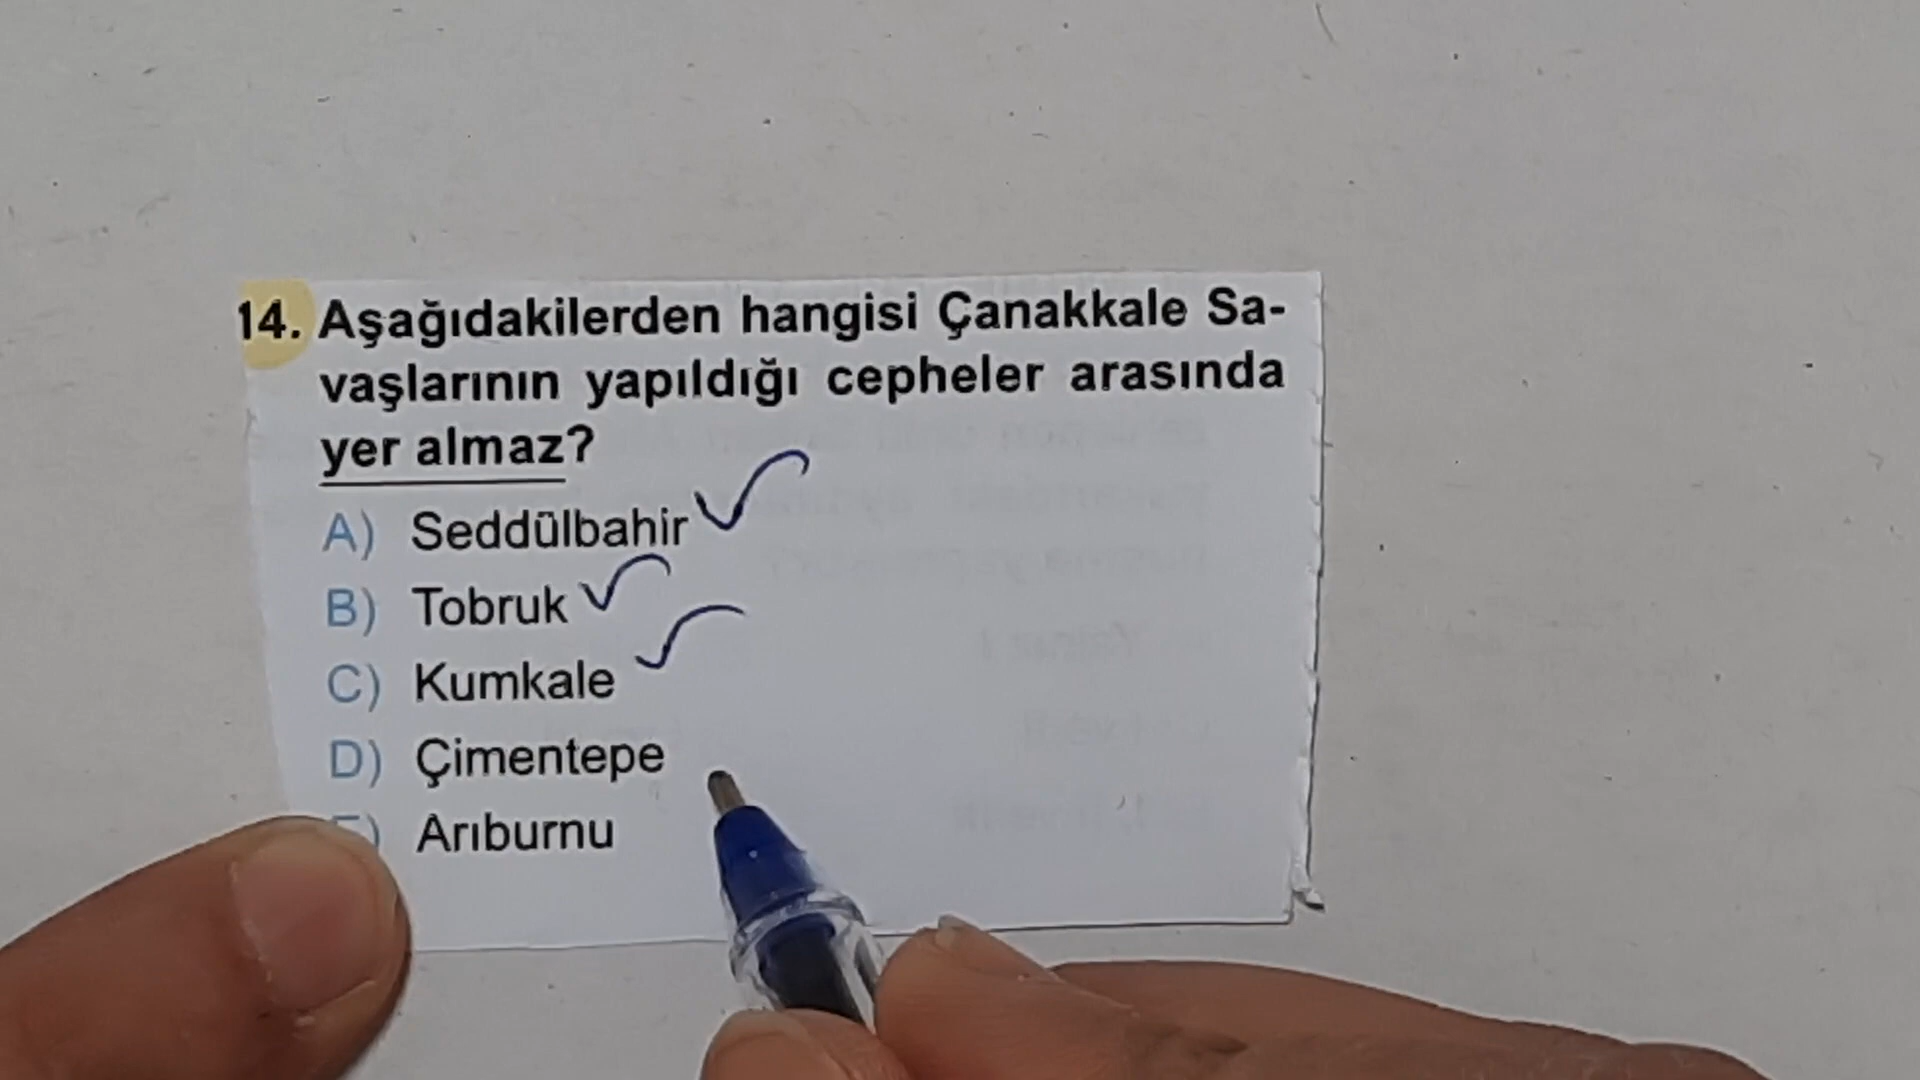 14. Aşağıdakilerden hangisi Çanakkale Sa-
vaşlarının yapıldığı cepheler arasında
yer almaz?
A) Seddülbahir
B) Tobruk
C) Kumkale
D) Çimentepe
) Arıburnu